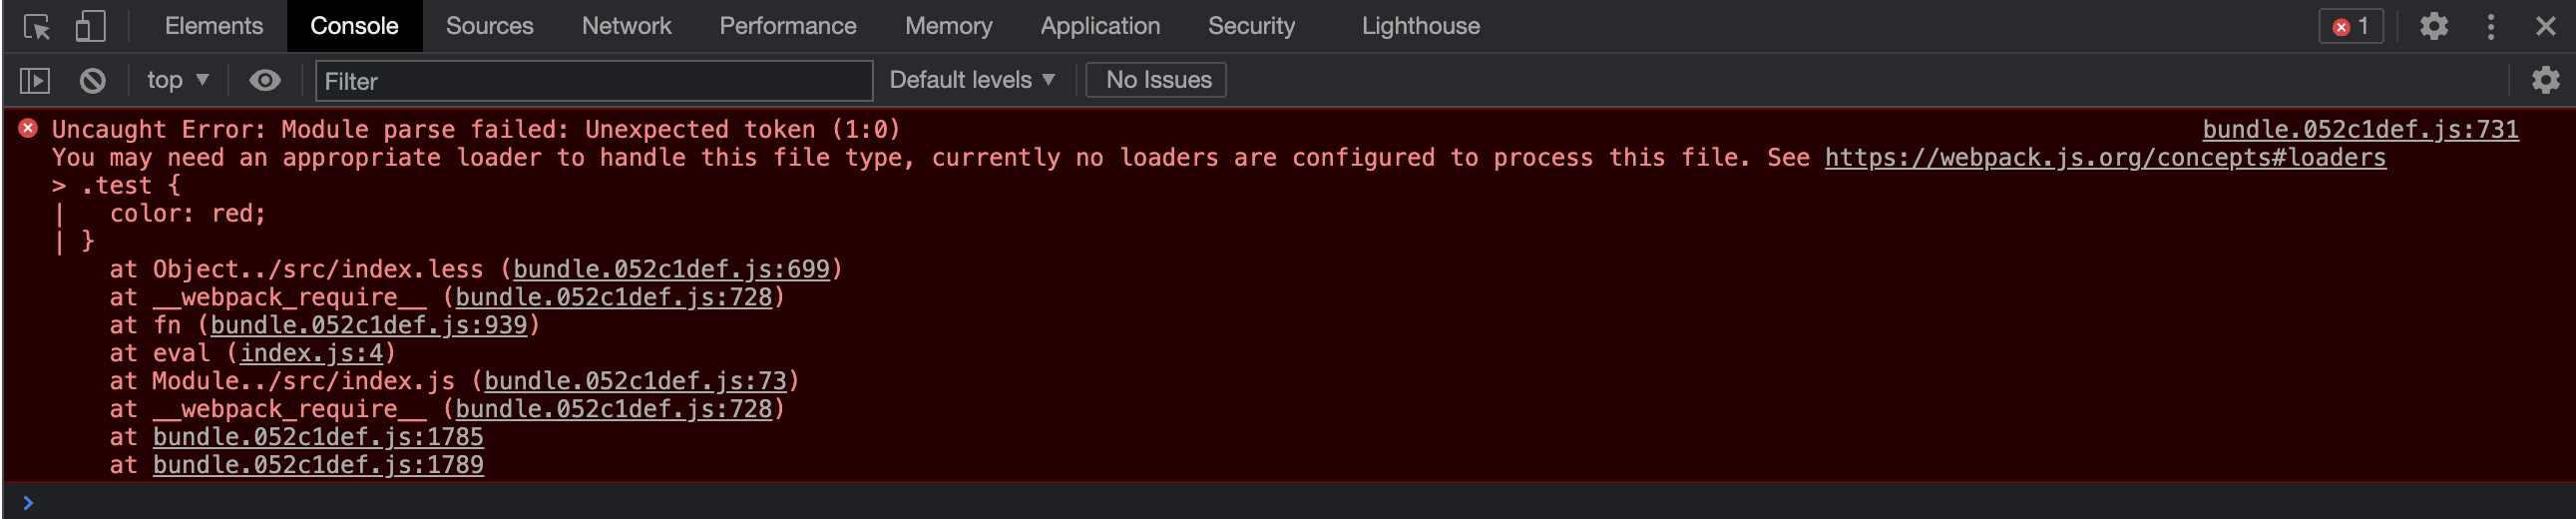 Elements Console Sources Network Performance Memory Application Security Lighthouse 1
top Filter Default levels No Issues
Uncaught Error: Module parse failed: Unexpected token (1:0) bundle.052c1def.js:731
You may need an appropriate loader to handle this file type, currently no loaders are configured to process this file. See https://webpack.js.org/concepts#loaders
> .test {
|   color: red;
| }
    at Object../src/index.less (bundle.052c1def.js:699)
    at __webpack_require__ (bundle.052c1def.js:728)
    at fn (bundle.052c1def.js:939)
    at eval (index.js:4)
    at Module../src/index.js (bundle.052c1def.js:73)
    at __webpack_require__ (bundle.052c1def.js:728)
    at bundle.052c1def.js:1785
    at bundle.052c1def.js:1789